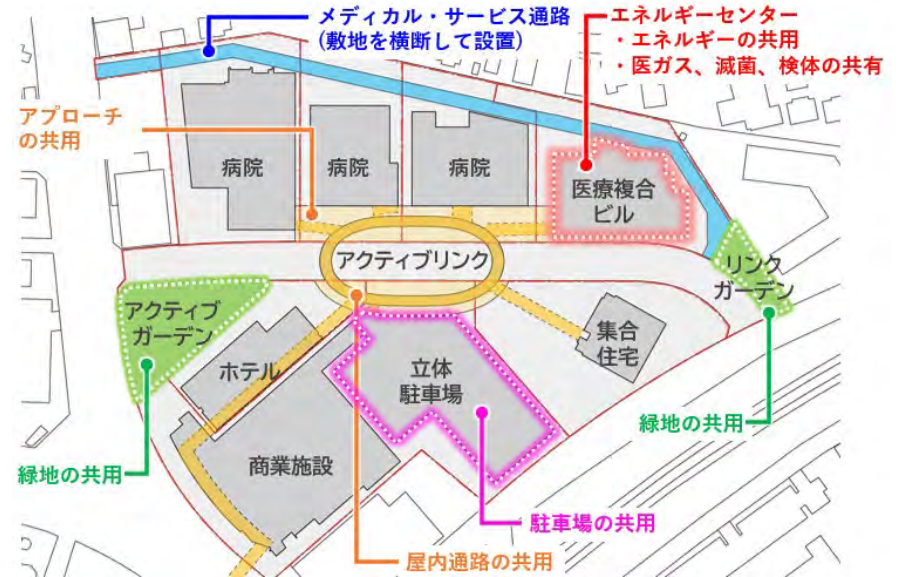 メディカル・サービス通路
(敷地を横断して設置)
エネルギーセンター
・エネルギーの共用
・医ガス、滅菌、検体の共有
アプローチ
の共用
病院
病院
病院
医療複合
ビル
アクティブリンク
リンク
ガーデン
アクティブ
ガーデン
ホテル
立体
駐車場
集合
住宅
緑地の共用
商業施設
緑地の共用
駐車場の共用
屋内通路の共用